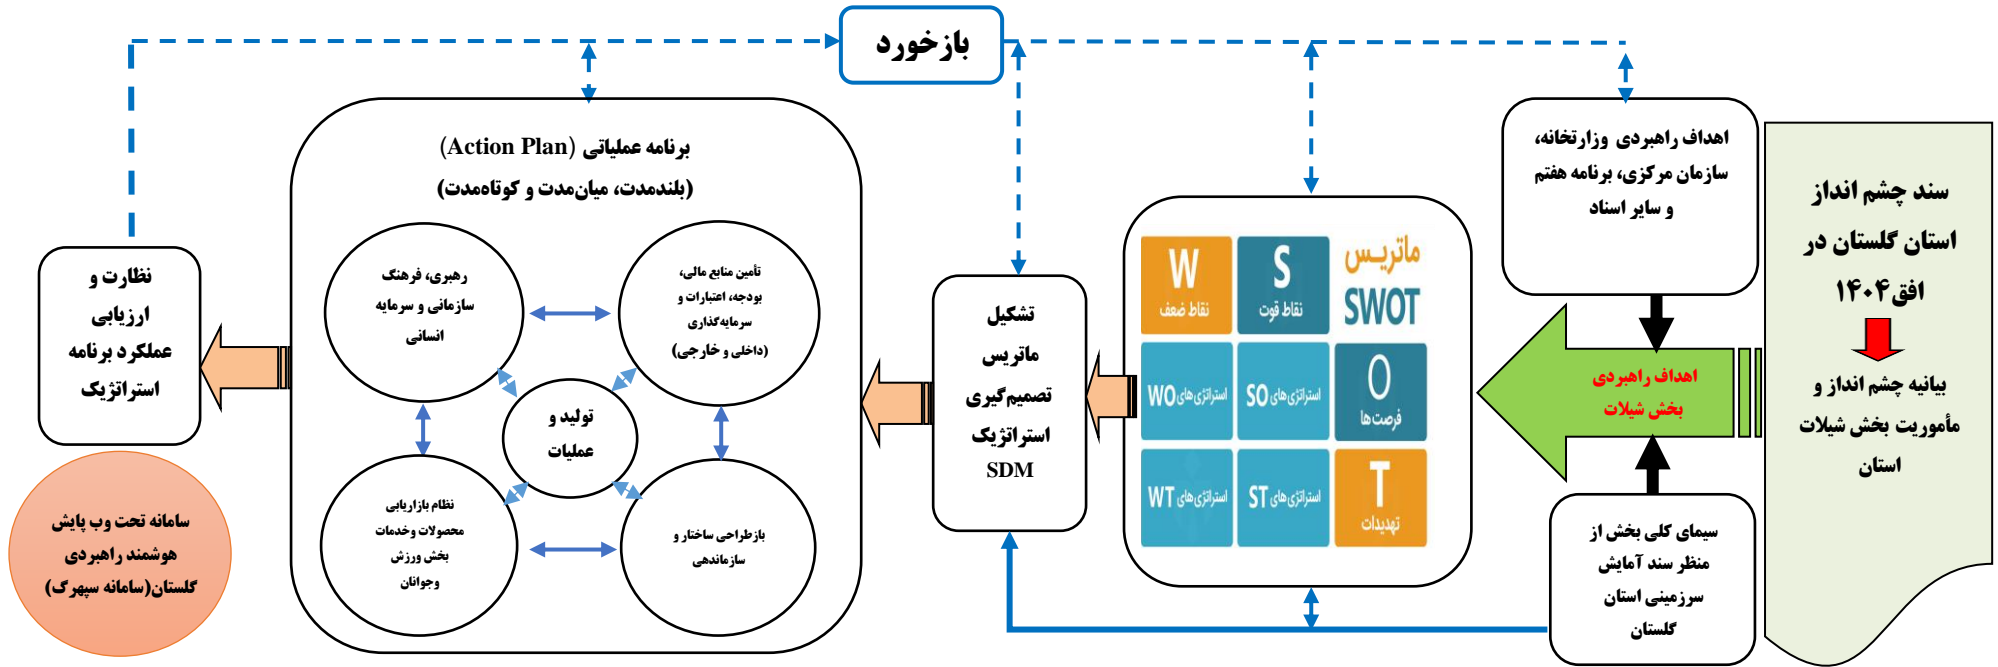 بازخورد
سند چشم انداز
استان گلستان در
افق۱۴۰۴
بیانیه چشم انداز و
مأموریت بخش شیلات
استان
اهداف راهبردی وزارتخانه،
سازمان مرکزی، برنامه هفتم
و سایر اسناد
اهداف راهبردی
بخش شیلات
سیمای کلی بخش از
منظر سند آمایش
سرزمینی استان
گلستان
ماتریس
SWOT
S
نقاط قوت
W
نقاط ضعف
O
فرصت‌ها
استراتژی‌های SO
استراتژی‌های WO
T
تهدیدات
استراتژی‌های ST
استراتژی‌های WT
تشکیل
ماتریس
تصمیم‌گیری
استراتژیک
SDM
برنامه عملیاتی (Action Plan)
(بلندمدت، میان‌مدت و کوتاه‌مدت)
تأمین منابع مالی،
بودجه، اعتبارات و
سرمایه‌گذاری
(داخلی و خارجی)
رهبری، فرهنگ
سازمانی و سرمایه
انسانی
تولید و
عملیات
بازطراحی ساختار و
سازماندهی
نظام بازاریابی
محصولات وخدمات
بخش ورزش
وجوانان
نظارت و
ارزیابی
عملکرد برنامه
استراتژیک
سامانه تحت وب پایش
هوشمند راهبردی
گلستان(سامانه سپهرگ)